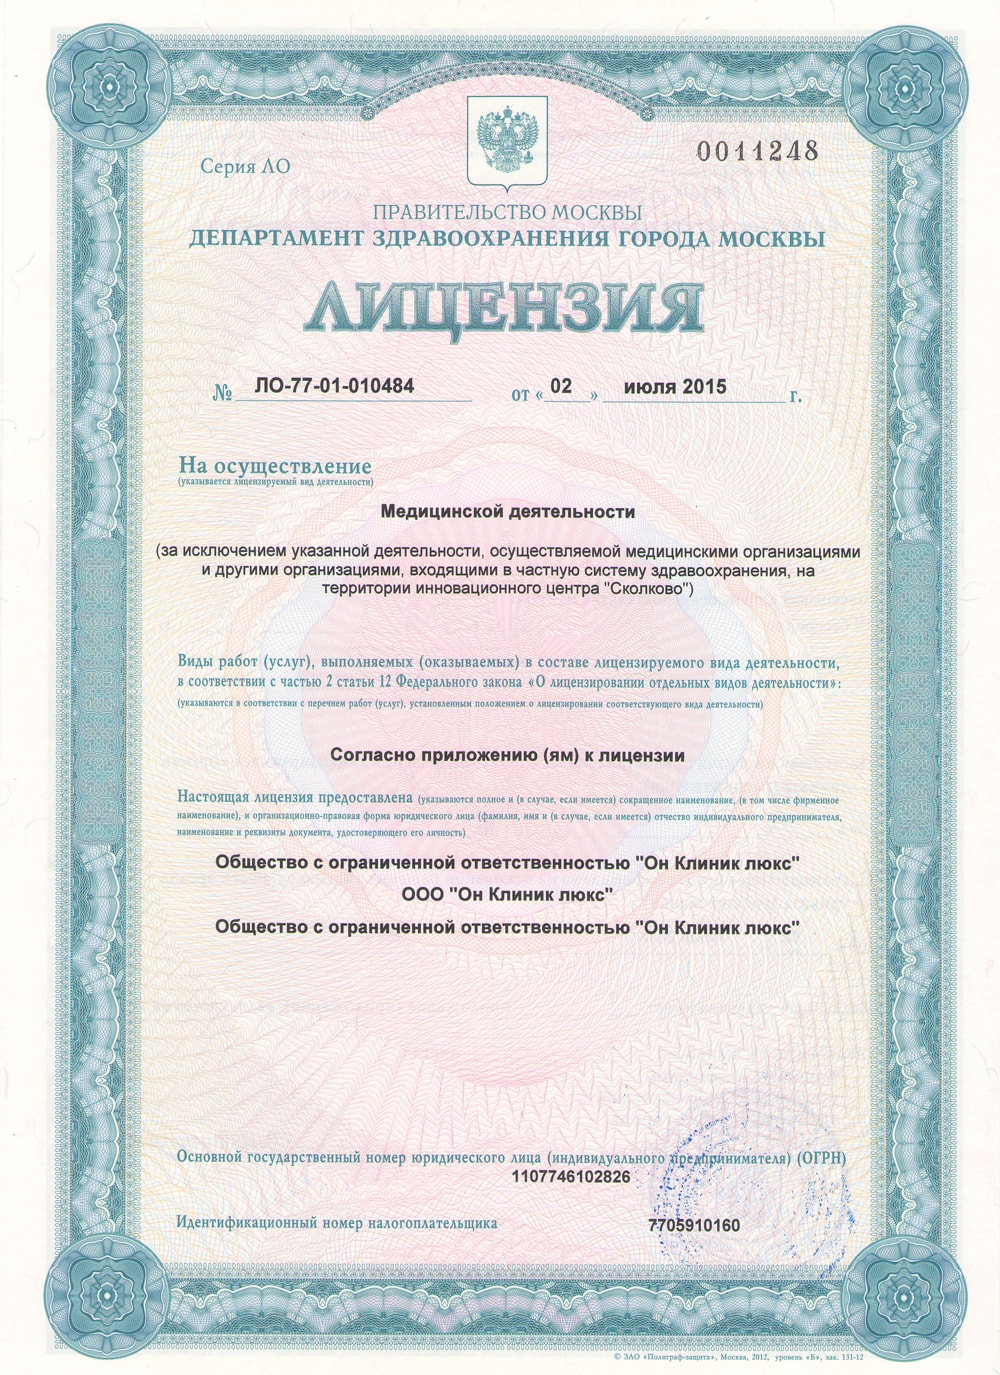 Серия ЛО
0011248
ПРАВИТЕЛЬСТВО МОСКВЫ
ДЕПАРТАМЕНТ ЗДРАВООХРАНЕНИЯ ГОРОДА МОСКВЫ
ЛИЦЕНЗИЯ
№ ЛО-77-01-010484 от « 02 » июля 2015 г.
На осуществление
(указывается лицензируемый вид деятельности)
Медицинской деятельности
(за исключением указанной деятельности, осуществляемой медицинскими организациями
и другими организациями, входящими в частную систему здравоохранения, на
территории инновационного центра "Сколково")
Виды работ (услуг), выполняемых (оказываемых) в составе лицензируемого вида деятельности,
в соответствии с частью 2 статьи 12 Федерального закона «О лицензировании отдельных видов деятельности»:
(указываются в соответствии с перечнем работ (услуг), установленным положением о лицензировании соответствующего вида деятельности)
Согласно приложению (ям) к лицензии
Настоящая лицензия предоставлена (указываются полное и (в случае, если имеется) сокращенное наименование, (в том числе фирменное
наименование), и организационно-правовая форма юридического лица (фамилия, имя и (в случае, если имеется) отчество индивидуального предпринимателя,
наименование и реквизиты документа, удостоверяющего его личность)
Общество с ограниченной ответственностью "Он Клиник люкс"
ООО "Он Клиник люкс"
Общество с ограниченной ответственностью "Он Клиник люкс"
Основной государственный номер юридического лица (индивидуального предпринимателя) (ОГРН)
1107746102826
Идентификационный номер налогоплательщика 7705910160
© ЗАО «Полиграф-защита», Москва, 2012, уровень «Б», зак. 131-12